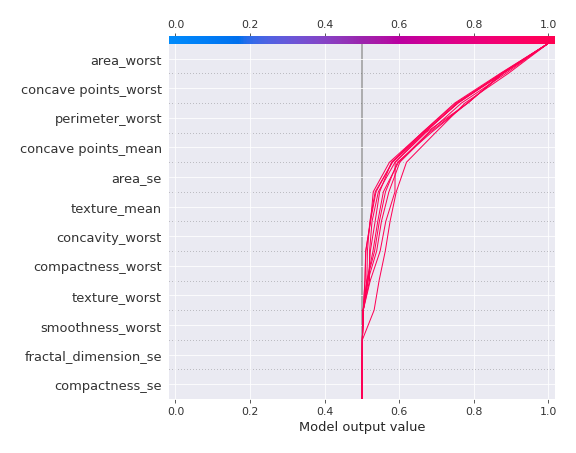 0.0 0.2 0.4 0.6 0.8 1.0
area_worst
concave points_worst
perimeter_worst
concave points_mean
area_se
texture_mean
concavity_worst
compactness_worst
texture_worst
smoothness_worst
fractal_dimension_se
compactness_se
0.0 0.2 0.4 0.6 0.8 1.0
Model output value